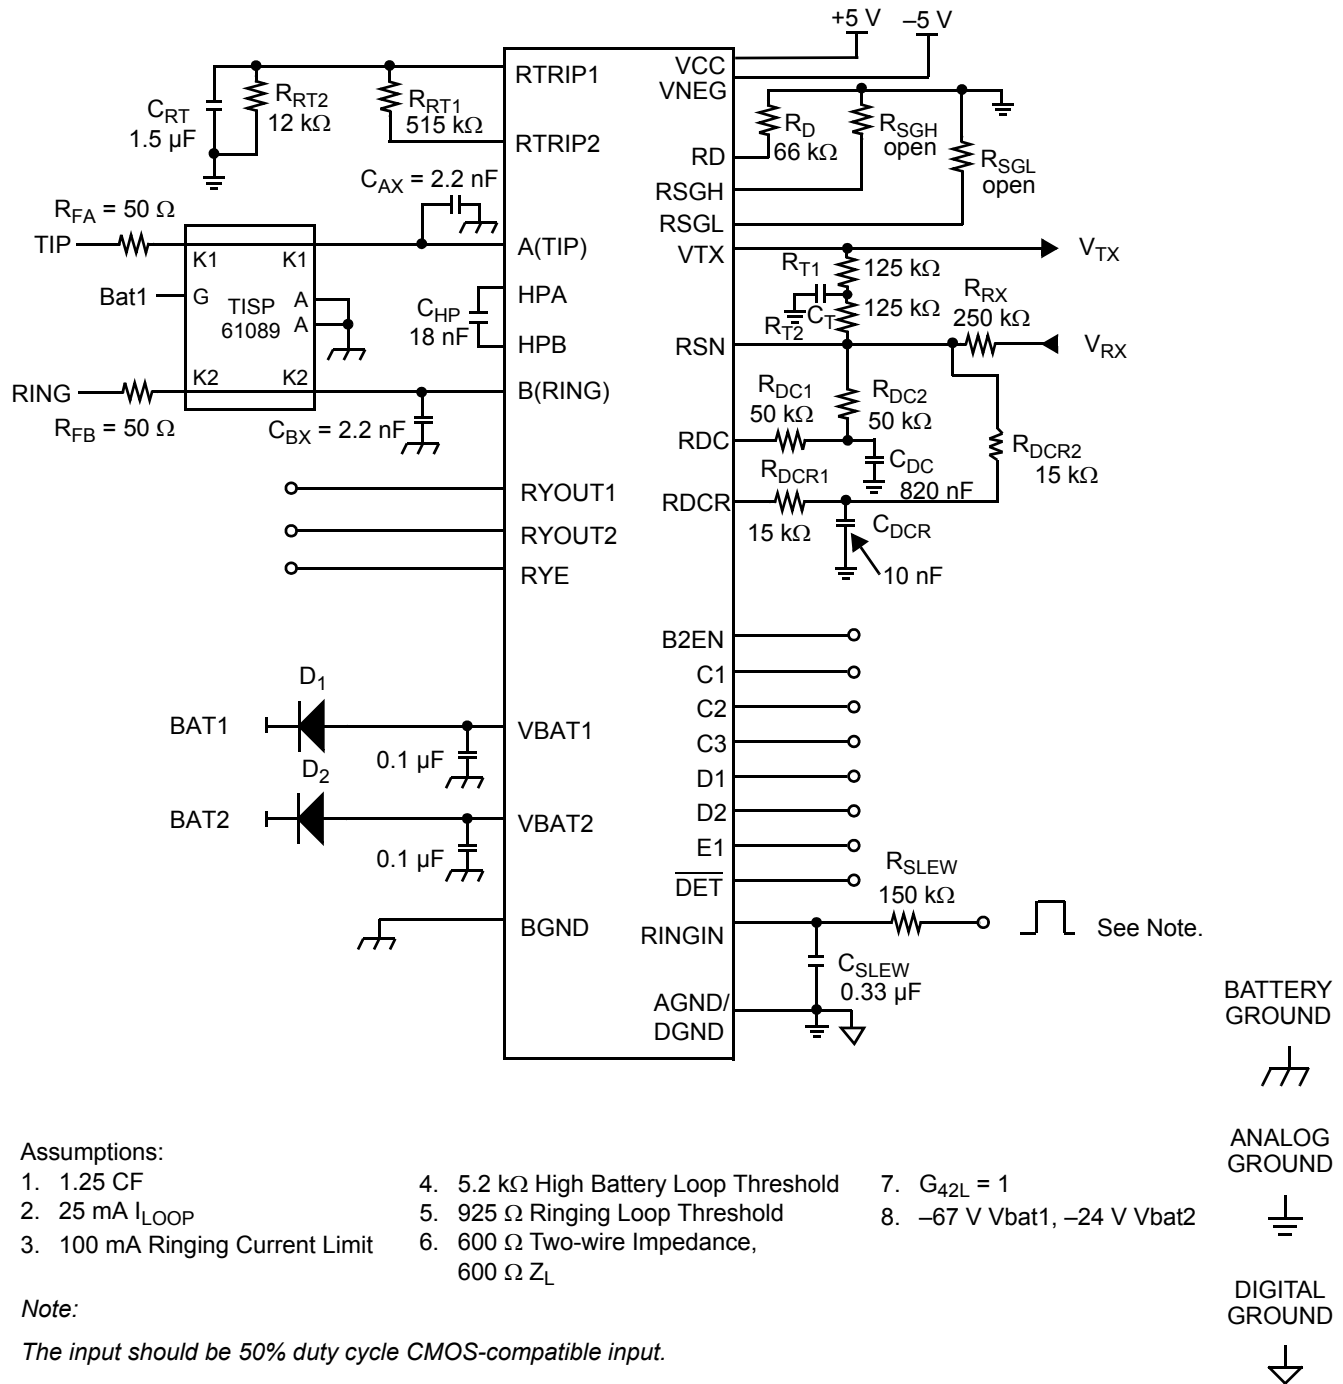 +5 V
–5 V
RTRIP1
VCC
VNEG
C_RT
1.5 µF
R_RT2
12 kΩ
R_RT1
515 kΩ
RTRIP2
R_D
66 kΩ
R_SGH
open
R_SGL
open
RD
RSGH
RSGL
C_AX = 2.2 nF
R_FA = 50 Ω
TIP
K1
K1
A(TIP)
VTX
V_TX
R_T1
125 kΩ
Bat1
G
TISP
61089
A
A
HPA
C_HP
18 nF
HPB
C_T
R_T2
125 kΩ
R_RX
250 kΩ
RSN
V_RX
RING
K2
K2
B(RING)
R_FB = 50 Ω
C_BX = 2.2 nF
R_DC1
50 kΩ
R_DC2
50 kΩ
RDC
C_DC
820 nF
R_DCR2
15 kΩ
R_DCR1
15 kΩ
RDCR
C_DCR
10 nF
RYOUT1
RYOUT2
RYE
B2EN
C1
C2
C3
D1
D2
E1
DET
D_1
BAT1
VBAT1
0.1 µF
D_2
BAT2
VBAT2
0.1 µF
BGND
RINGIN
R_SLEW
150 kΩ
See Note.
C_SLEW
0.33 µF
AGND/
DGND
BATTERY
GROUND
ANALOG
GROUND
DIGITAL
GROUND
Assumptions:
1. 1.25 CF
2. 25 mA I_LOOP
3. 100 mA Ringing Current Limit
4. 5.2 kΩ High Battery Loop Threshold
5. 925 Ω Ringing Loop Threshold
6. 600 Ω Two-wire Impedance,
600 Ω Z_L
7. G_42L = 1
8. –67 V Vbat1, –24 V Vbat2
Note:
The input should be 50% duty cycle CMOS-compatible input.